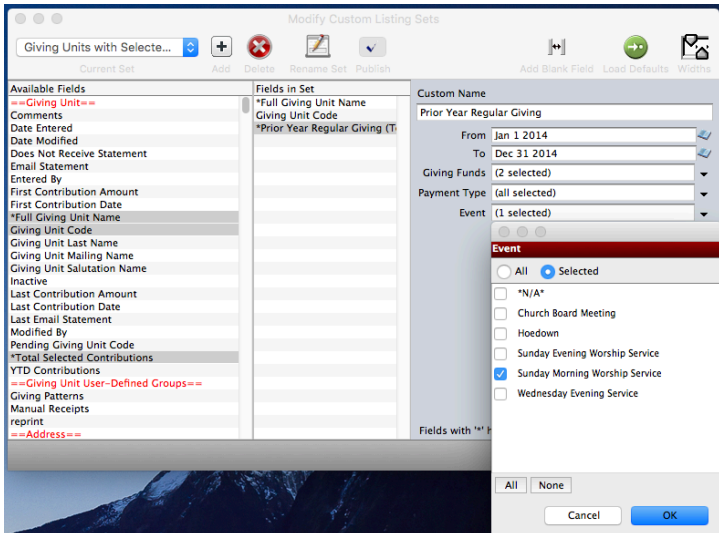 Modify Custom Listing Sets
Giving Units with Selecte...
Current Set
Add
Delete
Rename Set
Publish
Add Blank Field
Load Defaults
Widths
Available Fields
==Giving Unit==
Comments
Date Entered
Date Modified
Does Not Receive Statement
Email Statement
Entered By
First Contribution Amount
First Contribution Date
*Full Giving Unit Name
Giving Unit Code
Giving Unit Last Name
Giving Unit Mailing Name
Giving Unit Salutation Name
Inactive
Last Contribution Amount
Last Contribution Date
Last Email Statement
Modified By
Pending Giving Unit Code
*Total Selected Contributions
YTD Contributions
==Giving Unit User-Defined Groups==
Giving Patterns
Manual Receipts
reprint
==Address==
Fields in Set
*Full Giving Unit Name
Giving Unit Code
*Prior Year Regular Giving (T
Custom Name
Prior Year Regular Giving
From Jan 1 2014
To Dec 31 2014
Giving Funds (2 selected)
Payment Type (all selected)
Event (1 selected)
Fields with '*' h
Event
All Selected
*N/A*
Church Board Meeting
Hoedown
Sunday Evening Worship Service
Sunday Morning Worship Service
Wednesday Evening Service
All None
Cancel OK